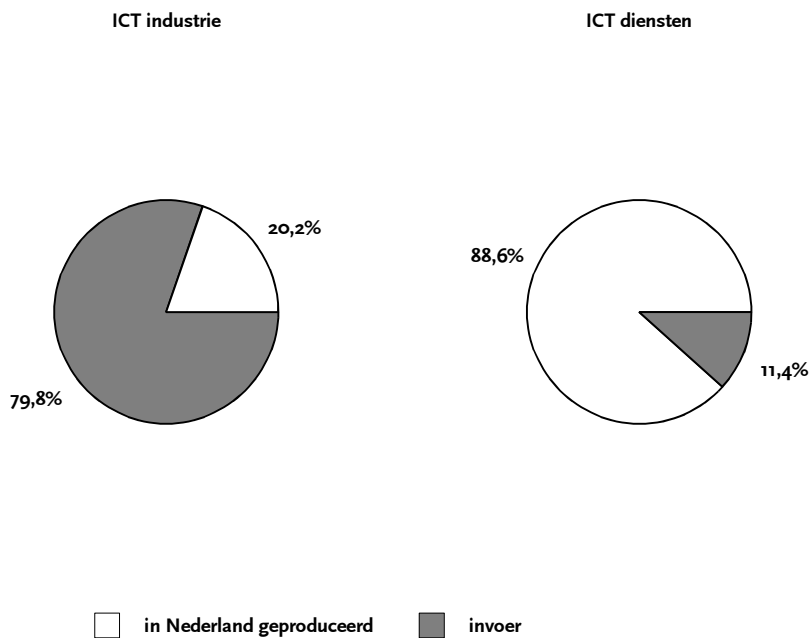 ICT industrie
ICT diensten
20,2%
79,8%
88,6%
11,4%
in Nederland geproduceerd
invoer